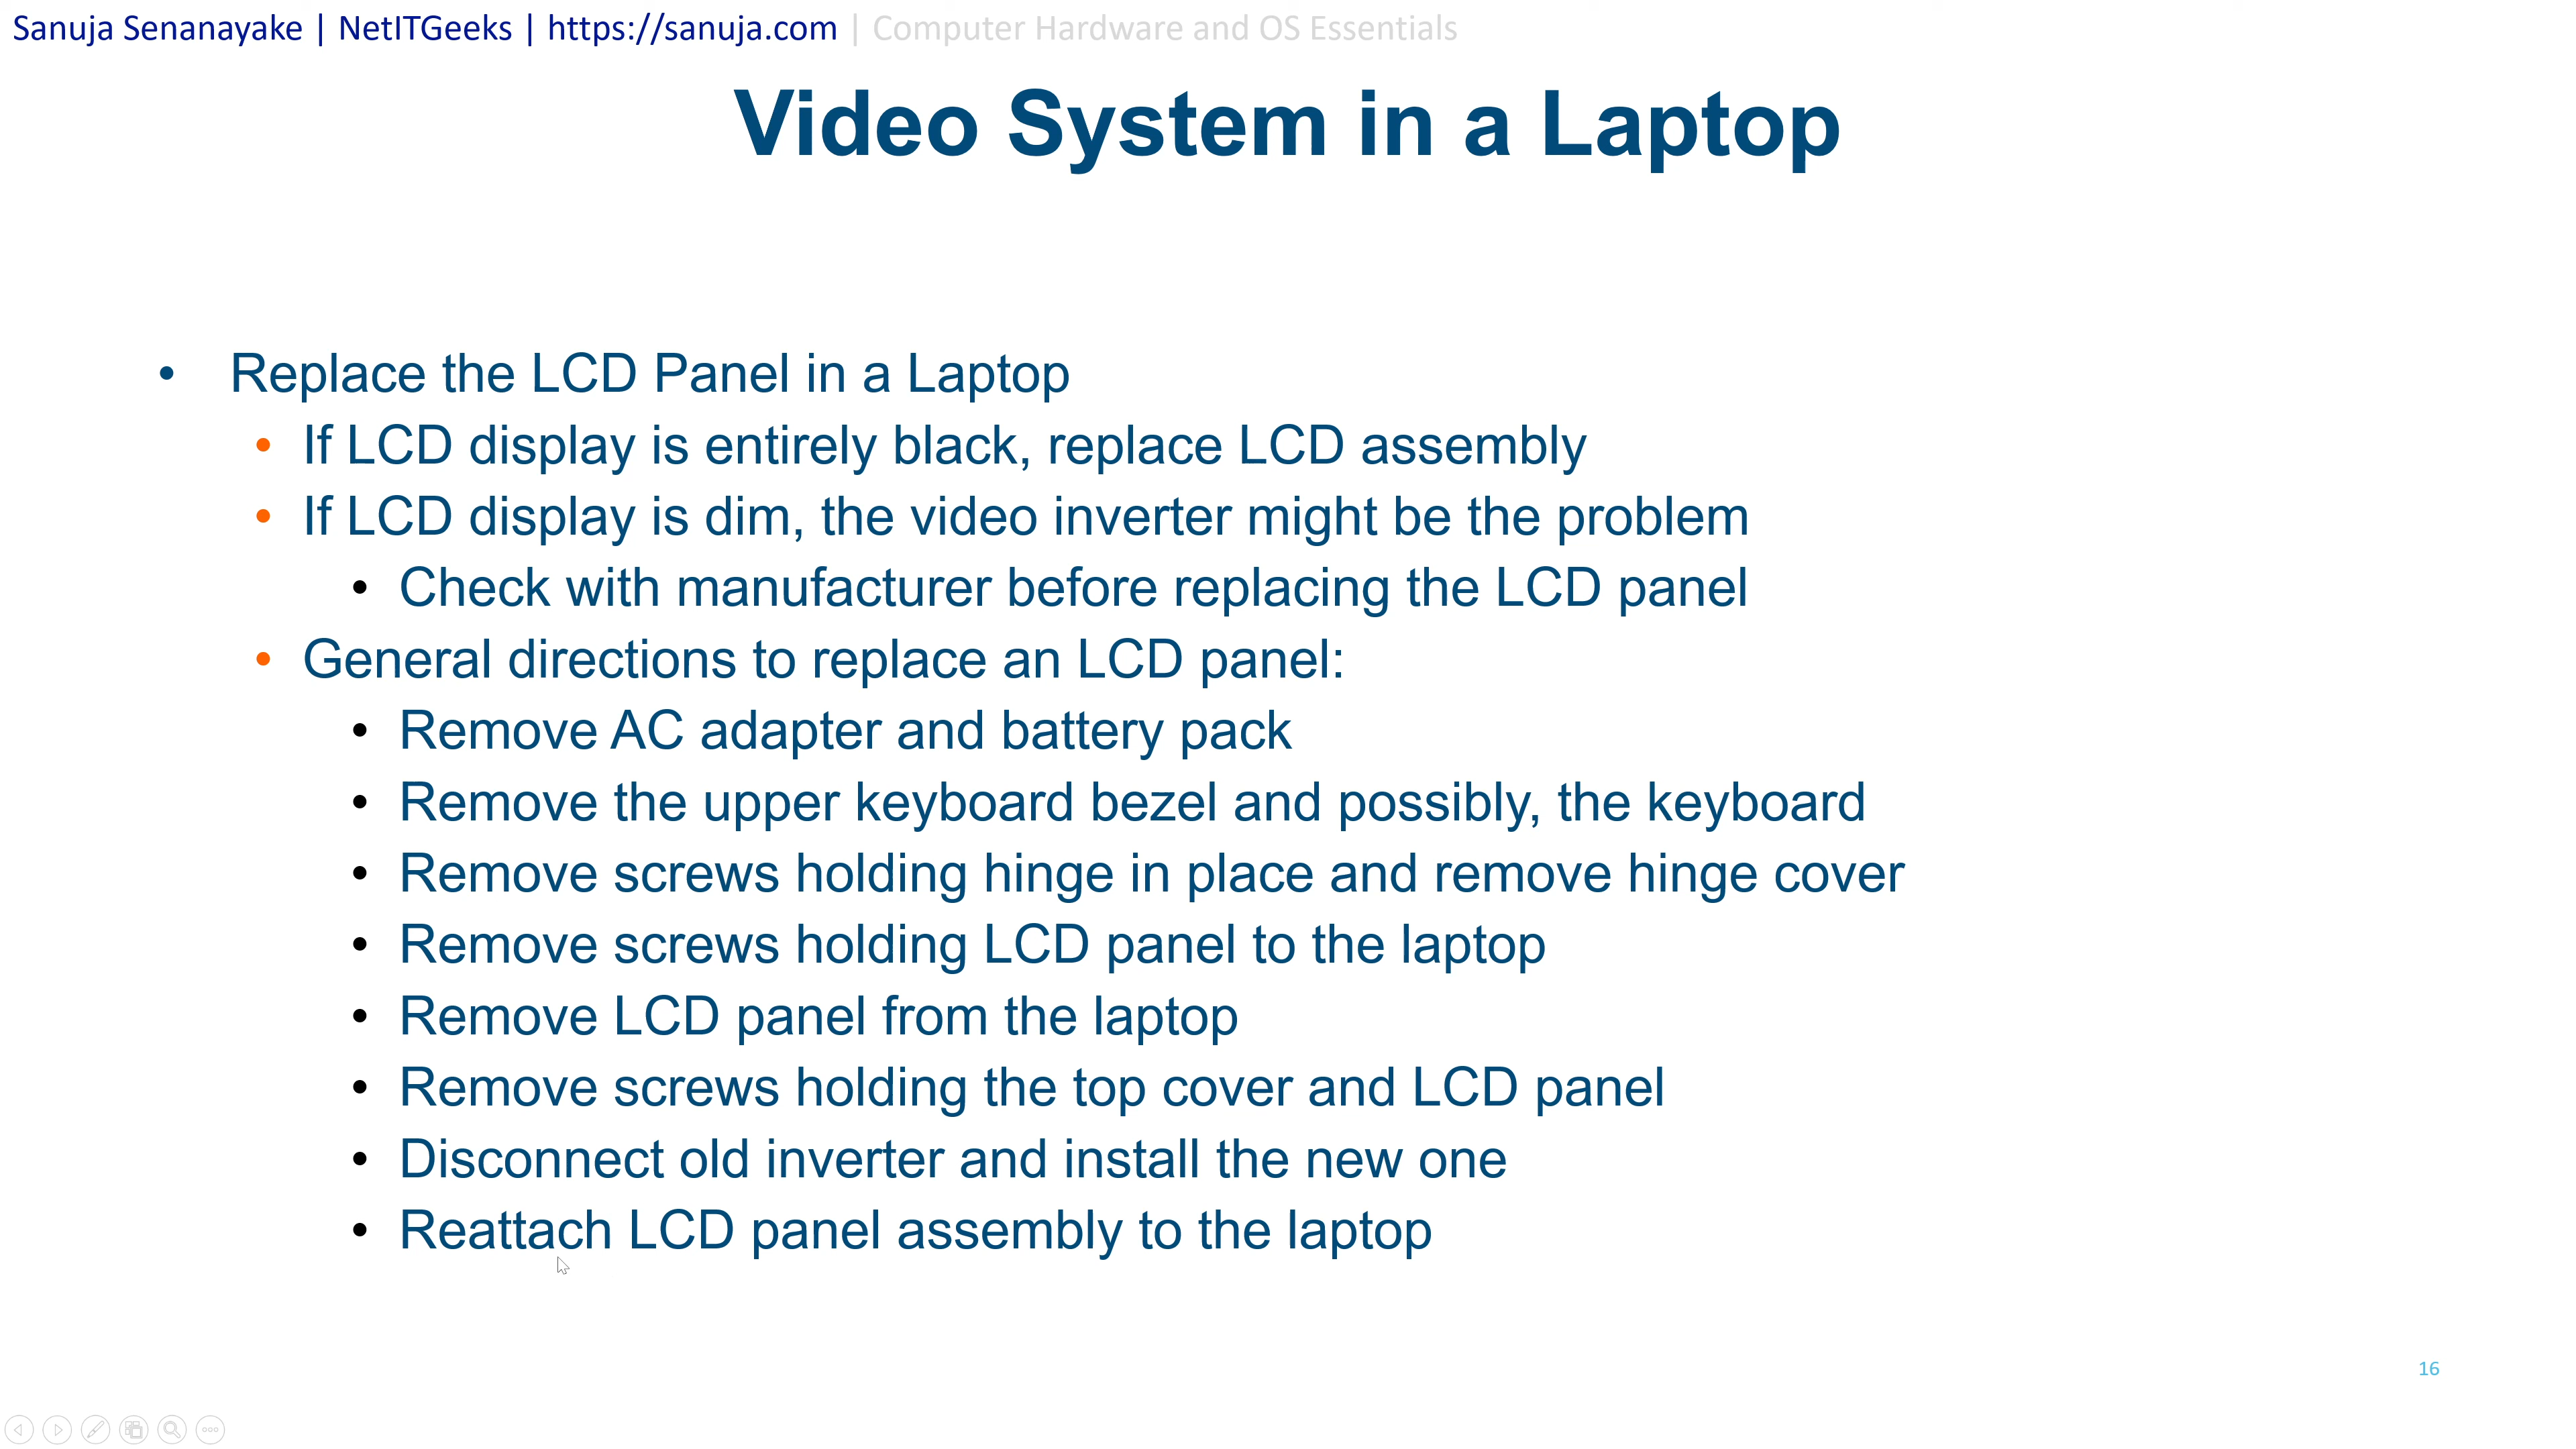 Sanuja Senanayake | NetITGeeks | https://sanuja.com | Computer Hardware and OS Essentials
Video System in a Laptop
• Replace the LCD Panel in a Laptop
• If LCD display is entirely black, replace LCD assembly
• If LCD display is dim, the video inverter might be the problem
• Check with manufacturer before replacing the LCD panel
• General directions to replace an LCD panel:
• Remove AC adapter and battery pack
• Remove the upper keyboard bezel and possibly, the keyboard
• Remove screws holding hinge in place and remove hinge cover
• Remove screws holding LCD panel to the laptop
• Remove LCD panel from the laptop
• Remove screws holding the top cover and LCD panel
• Disconnect old inverter and install the new one
• Reattach LCD panel assembly to the laptop
16